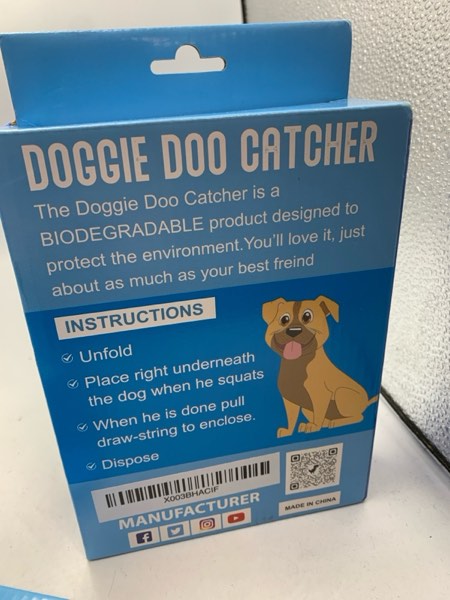 DOGGIE DOO CATCHER
The Doggie Doo Catcher is a
BIODEGRADABLE product designed to
protect the environment.You'll love it, just
about as much as your best freind
INSTRUCTIONS
Unfold
Place right underneath
the dog when he squats
When he is done pull
draw-string to enclose.
Dispose
X003BHACIF
MANUFACTURER
MADE IN CHINA